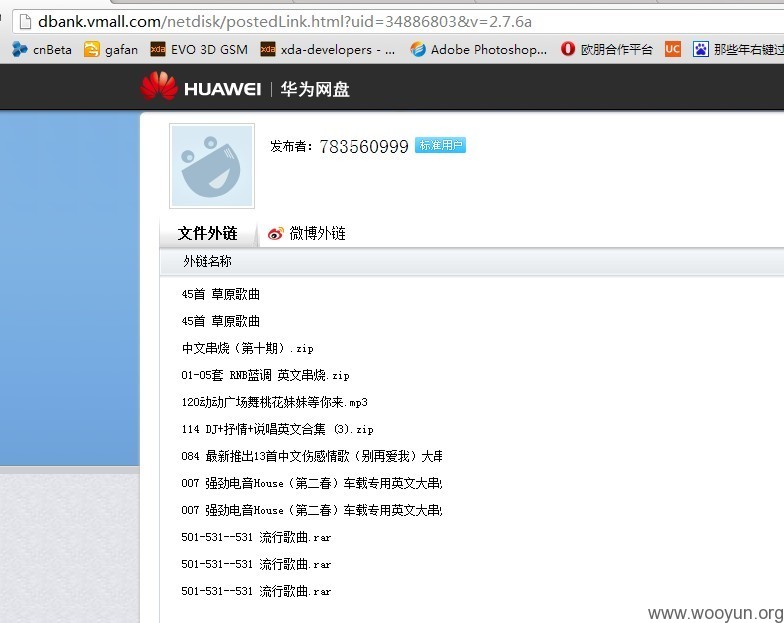 dbank.vmall.com/netdisk/postedLink.html?uid=34886803&v=2.7.6a
cnBeta gafan xda EVO 3D GSM xda xda-developers - ... Adobe Photoshop... 欧朋合作平台 UC 那些年右键过
HUAWEI | 华为网盘
发布者: 783560999 标准用户
文件外链 微博外链
外链名称
45首 草原歌曲
45首 草原歌曲
中文串烧（第十期）.zip
01-05套 RNB蓝调 英文串烧.zip
120动动广场舞桃花妹妹等你来.mp3
114 DJ+抒情+说唱英文合集 (3).zip
084 最新推出13首中文伤感情歌（别再爱我）大串
007 强劲电音House（第二春）车载专用英文大串
007 强劲电音House（第二春）车载专用英文大串
501-531--531 流行歌曲.rar
501-531--531 流行歌曲.rar
501-531--531 流行歌曲.rar
www.wooyun.org